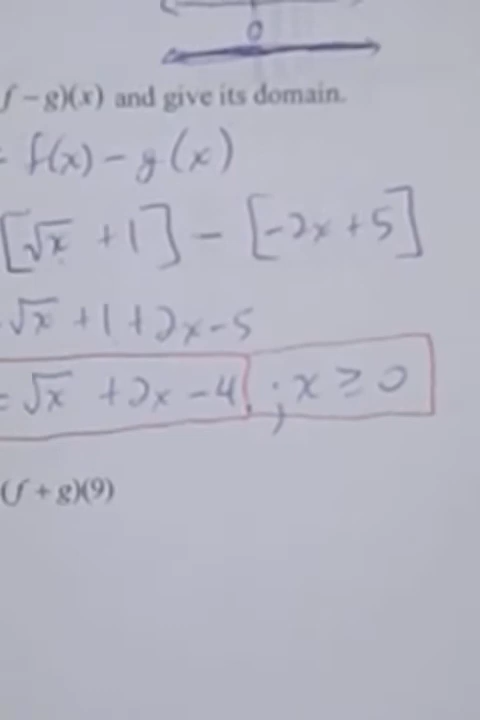 0
f – g)(x) and give its domain.
= f(x) – g(x)
[√x + 1] – [-2x + 5]
√x + 1 + 2x – 5
= √x + 2x – 4 ; x ≥ 0
(f + g)(9)